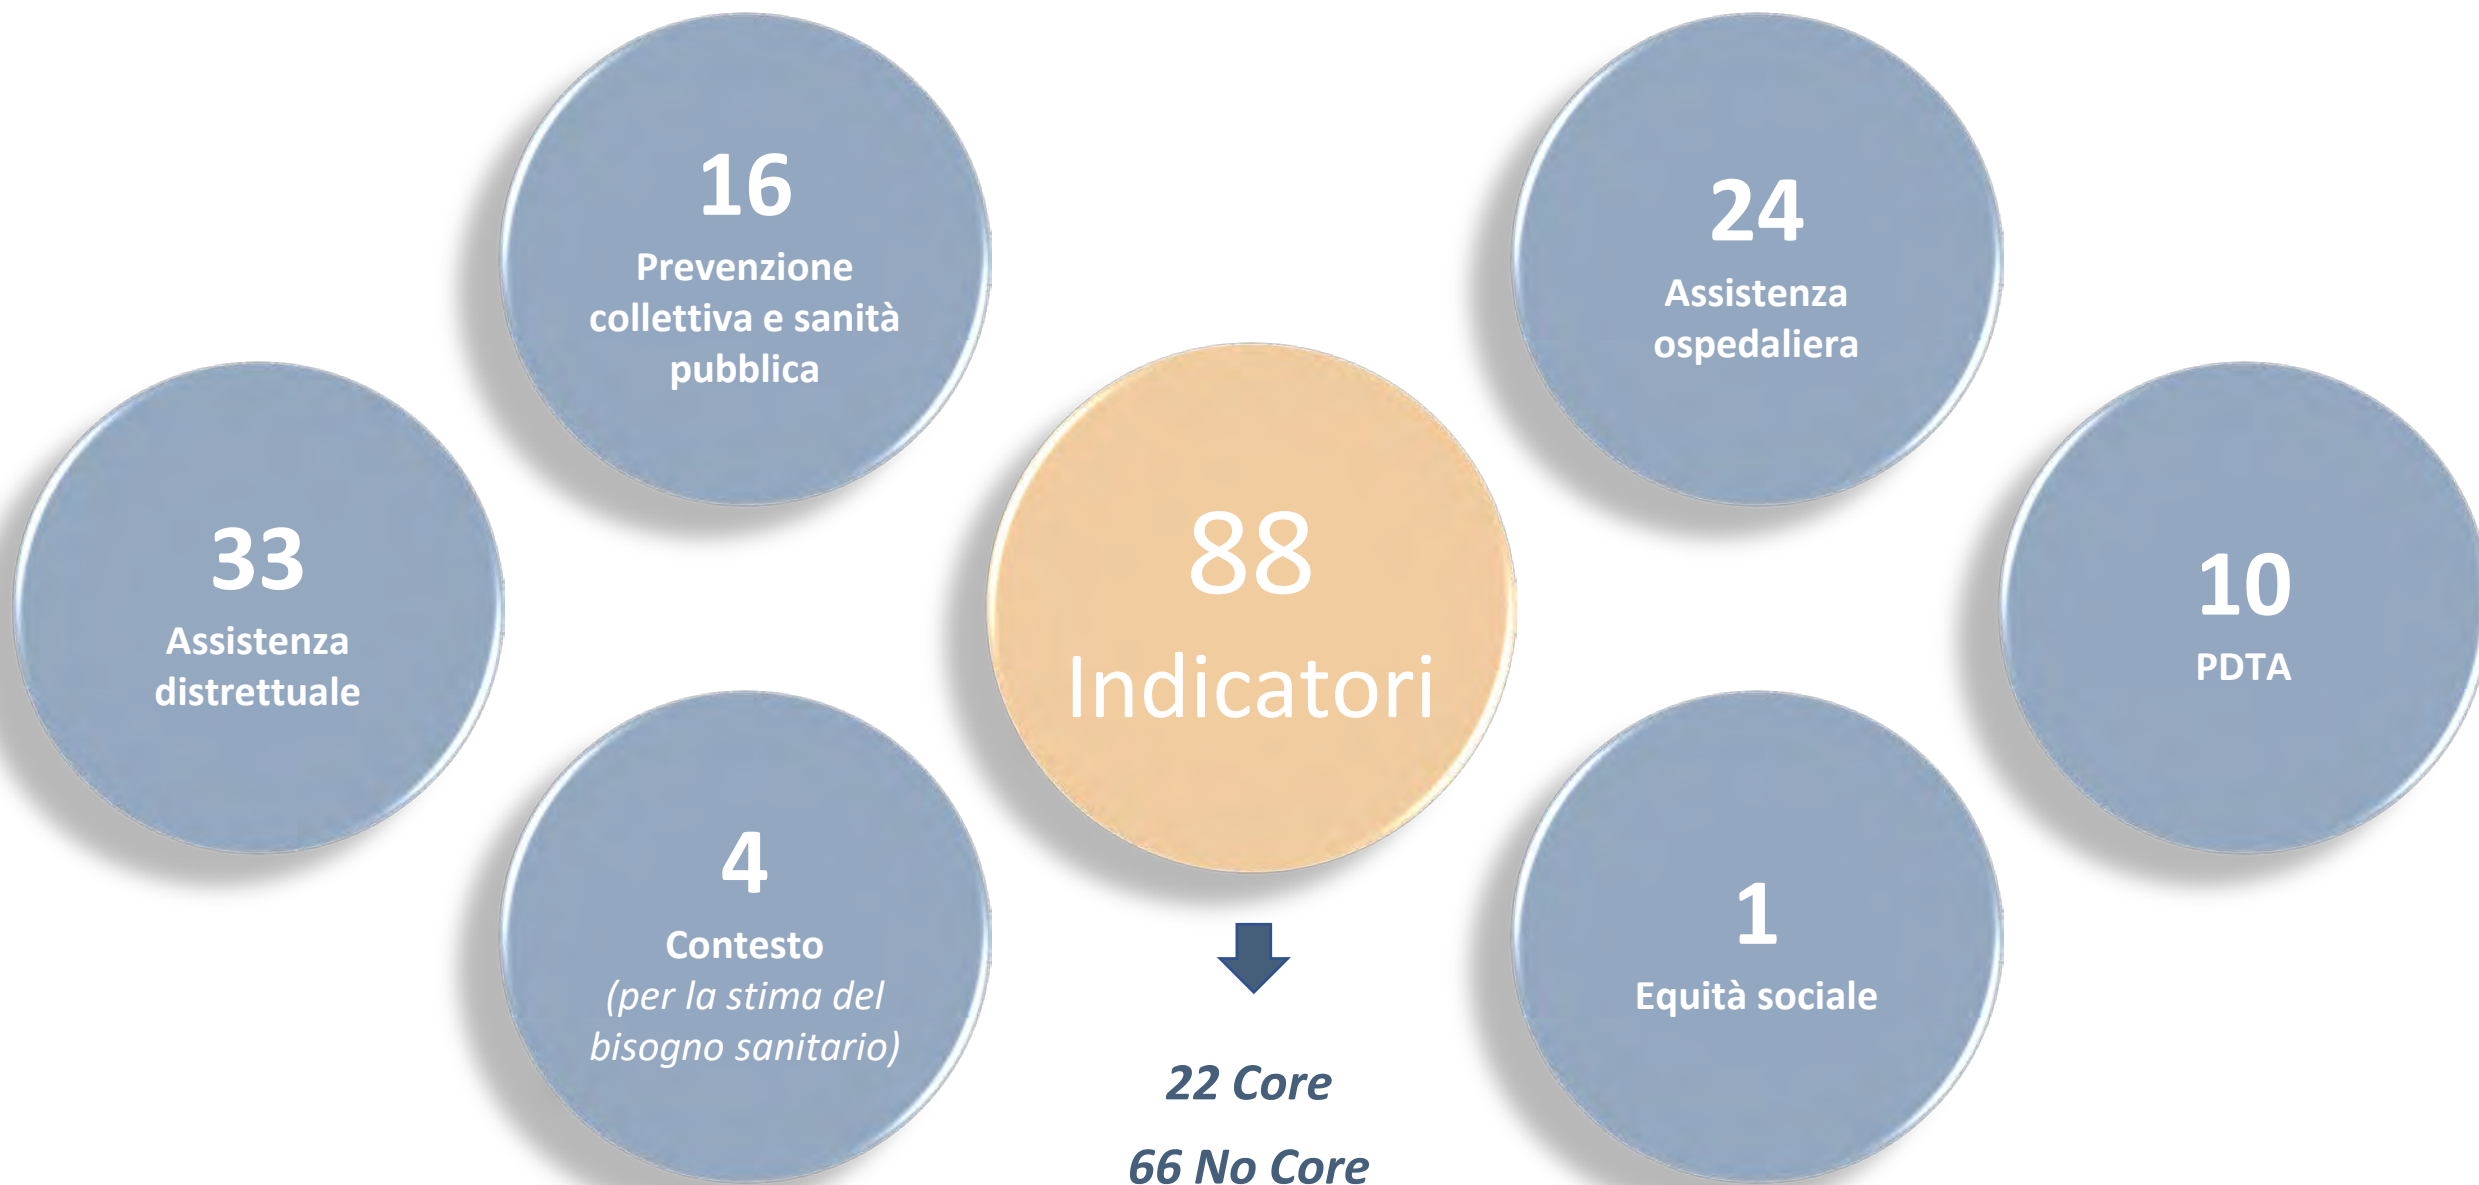 16
Prevenzione
collettiva e sanità
pubblica
24
Assistenza
ospedaliera
33
Assistenza
distrettuale
88
Indicatori
10
PDTA
4
Contesto
(per la stima del
bisogno sanitario)
1
Equità sociale
22 Core
66 No Core